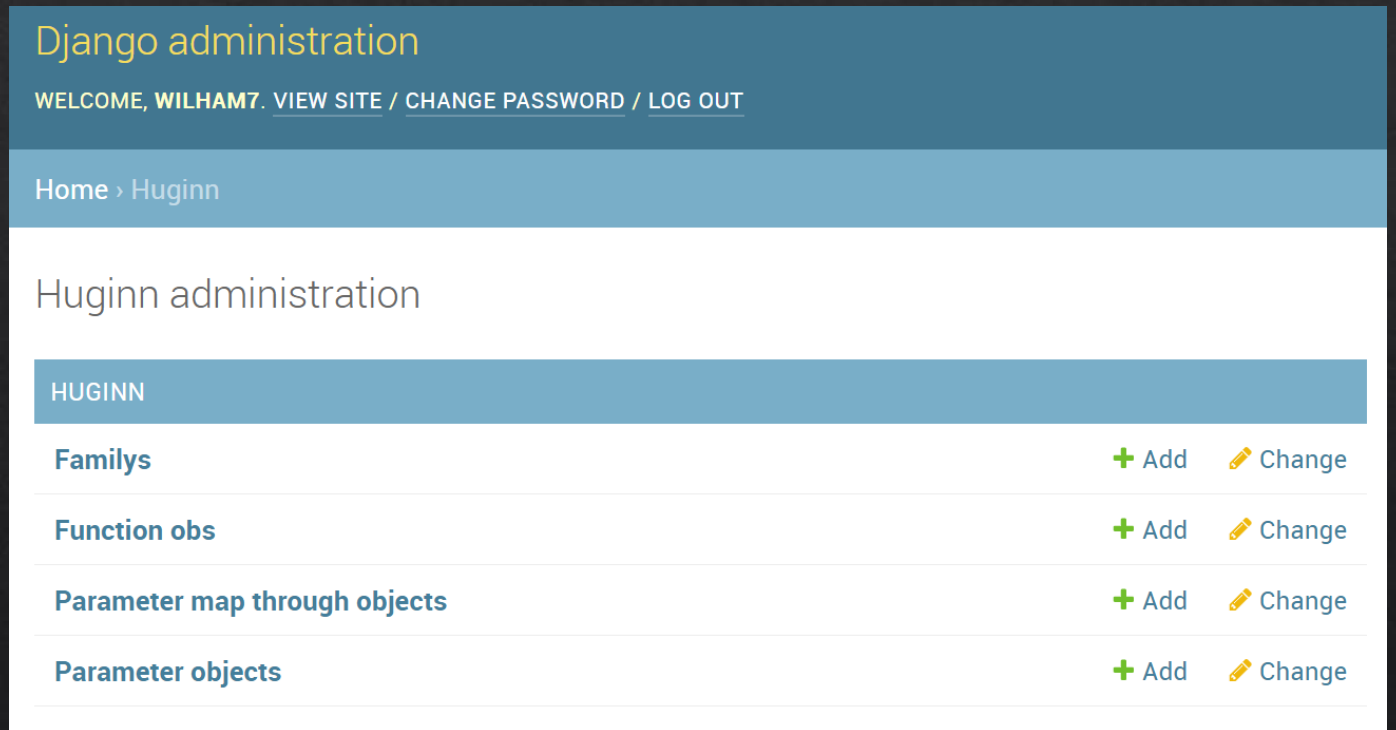 Django administration
WELCOME, WILHAM7. VIEW SITE / CHANGE PASSWORD / LOG OUT
Home › Huginn
Huginn administration
HUGINN
Familys Add Change
Function obs Add Change
Parameter map through objects Add Change
Parameter objects Add Change